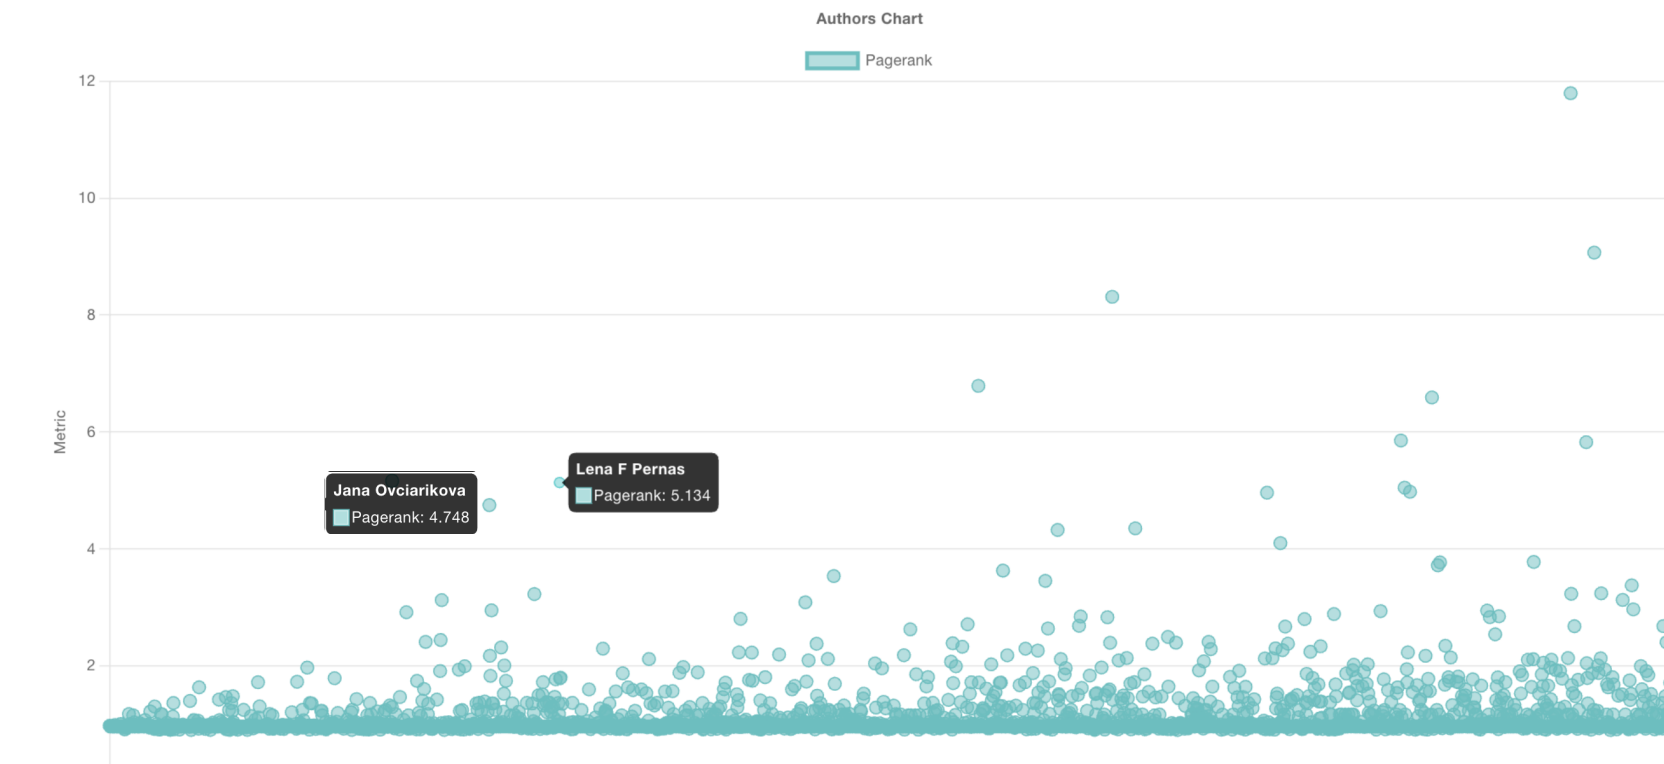 Authors Chart
Pagerank
12
10
8
6
4
2
Metric
Jana Ovciarikova
Pagerank: 4.748
Lena F Pernas
Pagerank: 5.134